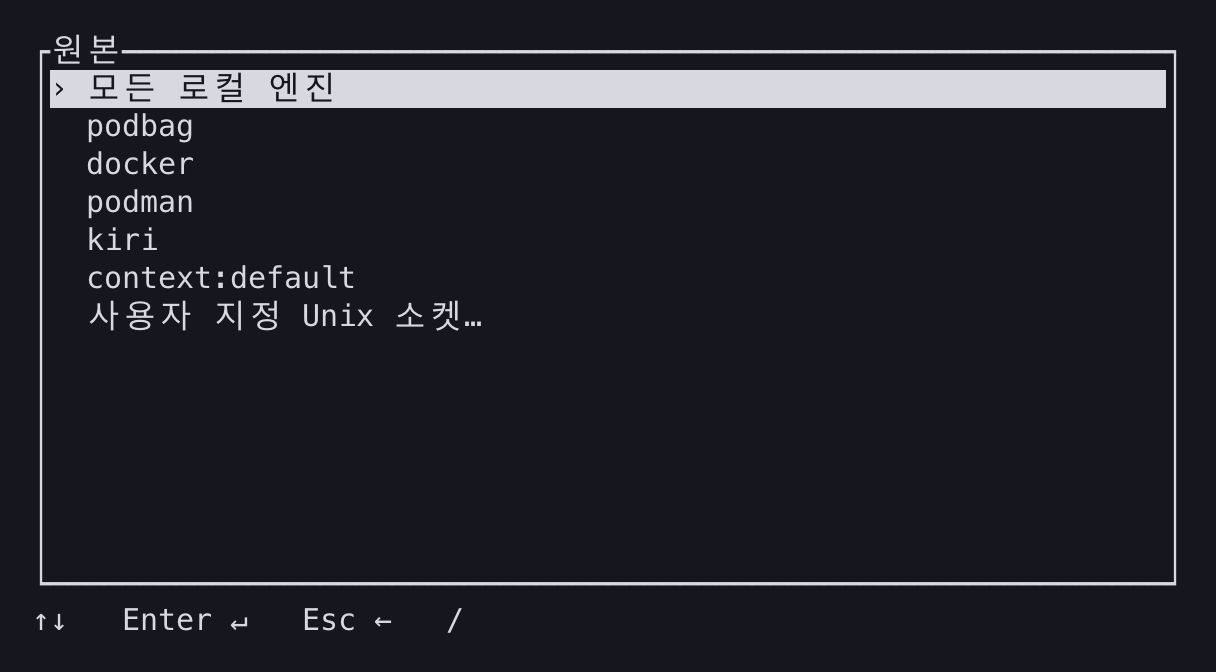 원본
› 모든 로컬 엔진
podbag
docker
podman
kiri
context:default
사용자 지정 Unix 소켓…
↑↓ Enter ↵ Esc ← /